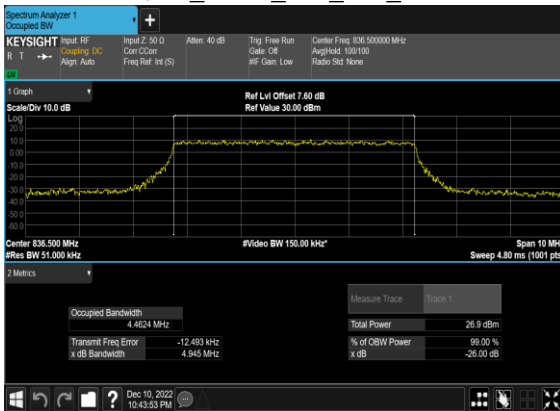 Spectrum Analyzer 1
Occupied BW
KEYSIGHT
R T
Input: RF
Coupling: DC
Align: Auto
Input Z: 50 Ω
Corr CCorr
Freq Ref: Int (S)
Atten: 40 dB
Trig: Free Run
Gate: Off
#IF Gain: Low
Center Freq: 836.500000 MHz
Avg|Hold: 100/100
Radio Std: None
1 Graph
Scale/Div 10.0 dB
Ref Lvl Offset 7.60 dB
Ref Value 30.00 dBm
Log
20.0
10.0
0.00
-10.0
-20.0
-30.0
-40.0
-50.0
-60.0
Center 836.500 MHz
#Res BW 51.000 kHz
#Video BW 150.00 kHz*
Span 10 MH
Sweep 4.80 ms (1001 pts
2 Metrics
Measure Trace
Trace 1
Occupied Bandwidth
4.4624 MHz
Total Power
26.9 dBm
Transmit Freq Error
-12.493 kHz
% of OBW Power
99.00 %
x dB Bandwidth
4.945 MHz
x dB
-26.00 dB
Dec 10, 2022
10:43:53 PM